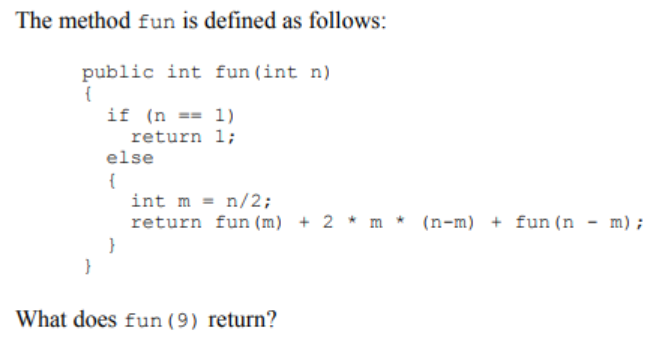 The method fun is defined as follows:
public int fun(int n)
{
if (n == 1)
return 1;
else
{
int m = n/2;
return fun(m) + 2 * m * (n-m) + fun(n - m);
}
}
What does fun(9) return?